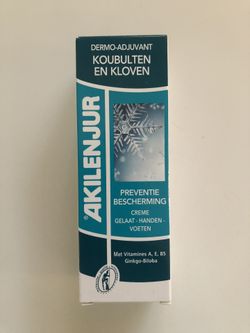 DERMO-ADJUVANT
KOUBULTEN
EN KLOVEN
®AKILENJUR
PREVENTIE
BESCHERMING
CREME
GELAAT - HANDEN -
VOETEN
Met Vitamines A, E, B5
Ginkgo-Biloba